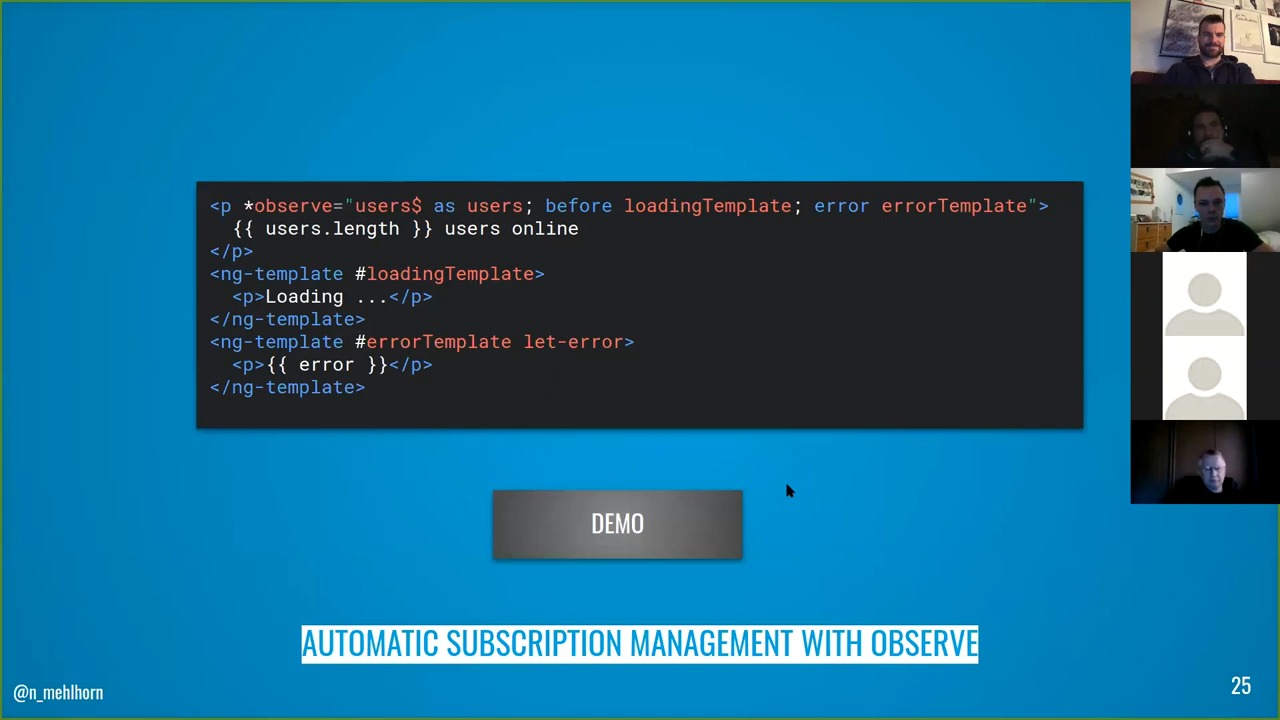 <p *observe="users$ as users; before loadingTemplate; error errorTemplate">
{{ users.length }} users online
</p>
<ng-template #loadingTemplate>
<p>Loading ...</p>
</ng-template>
<ng-template #errorTemplate let-error>
<p>{{ error }}</p>
</ng-template>
DEMO
AUTOMATIC SUBSCRIPTION MANAGEMENT WITH OBSERVE
@n_mehlhorn
25